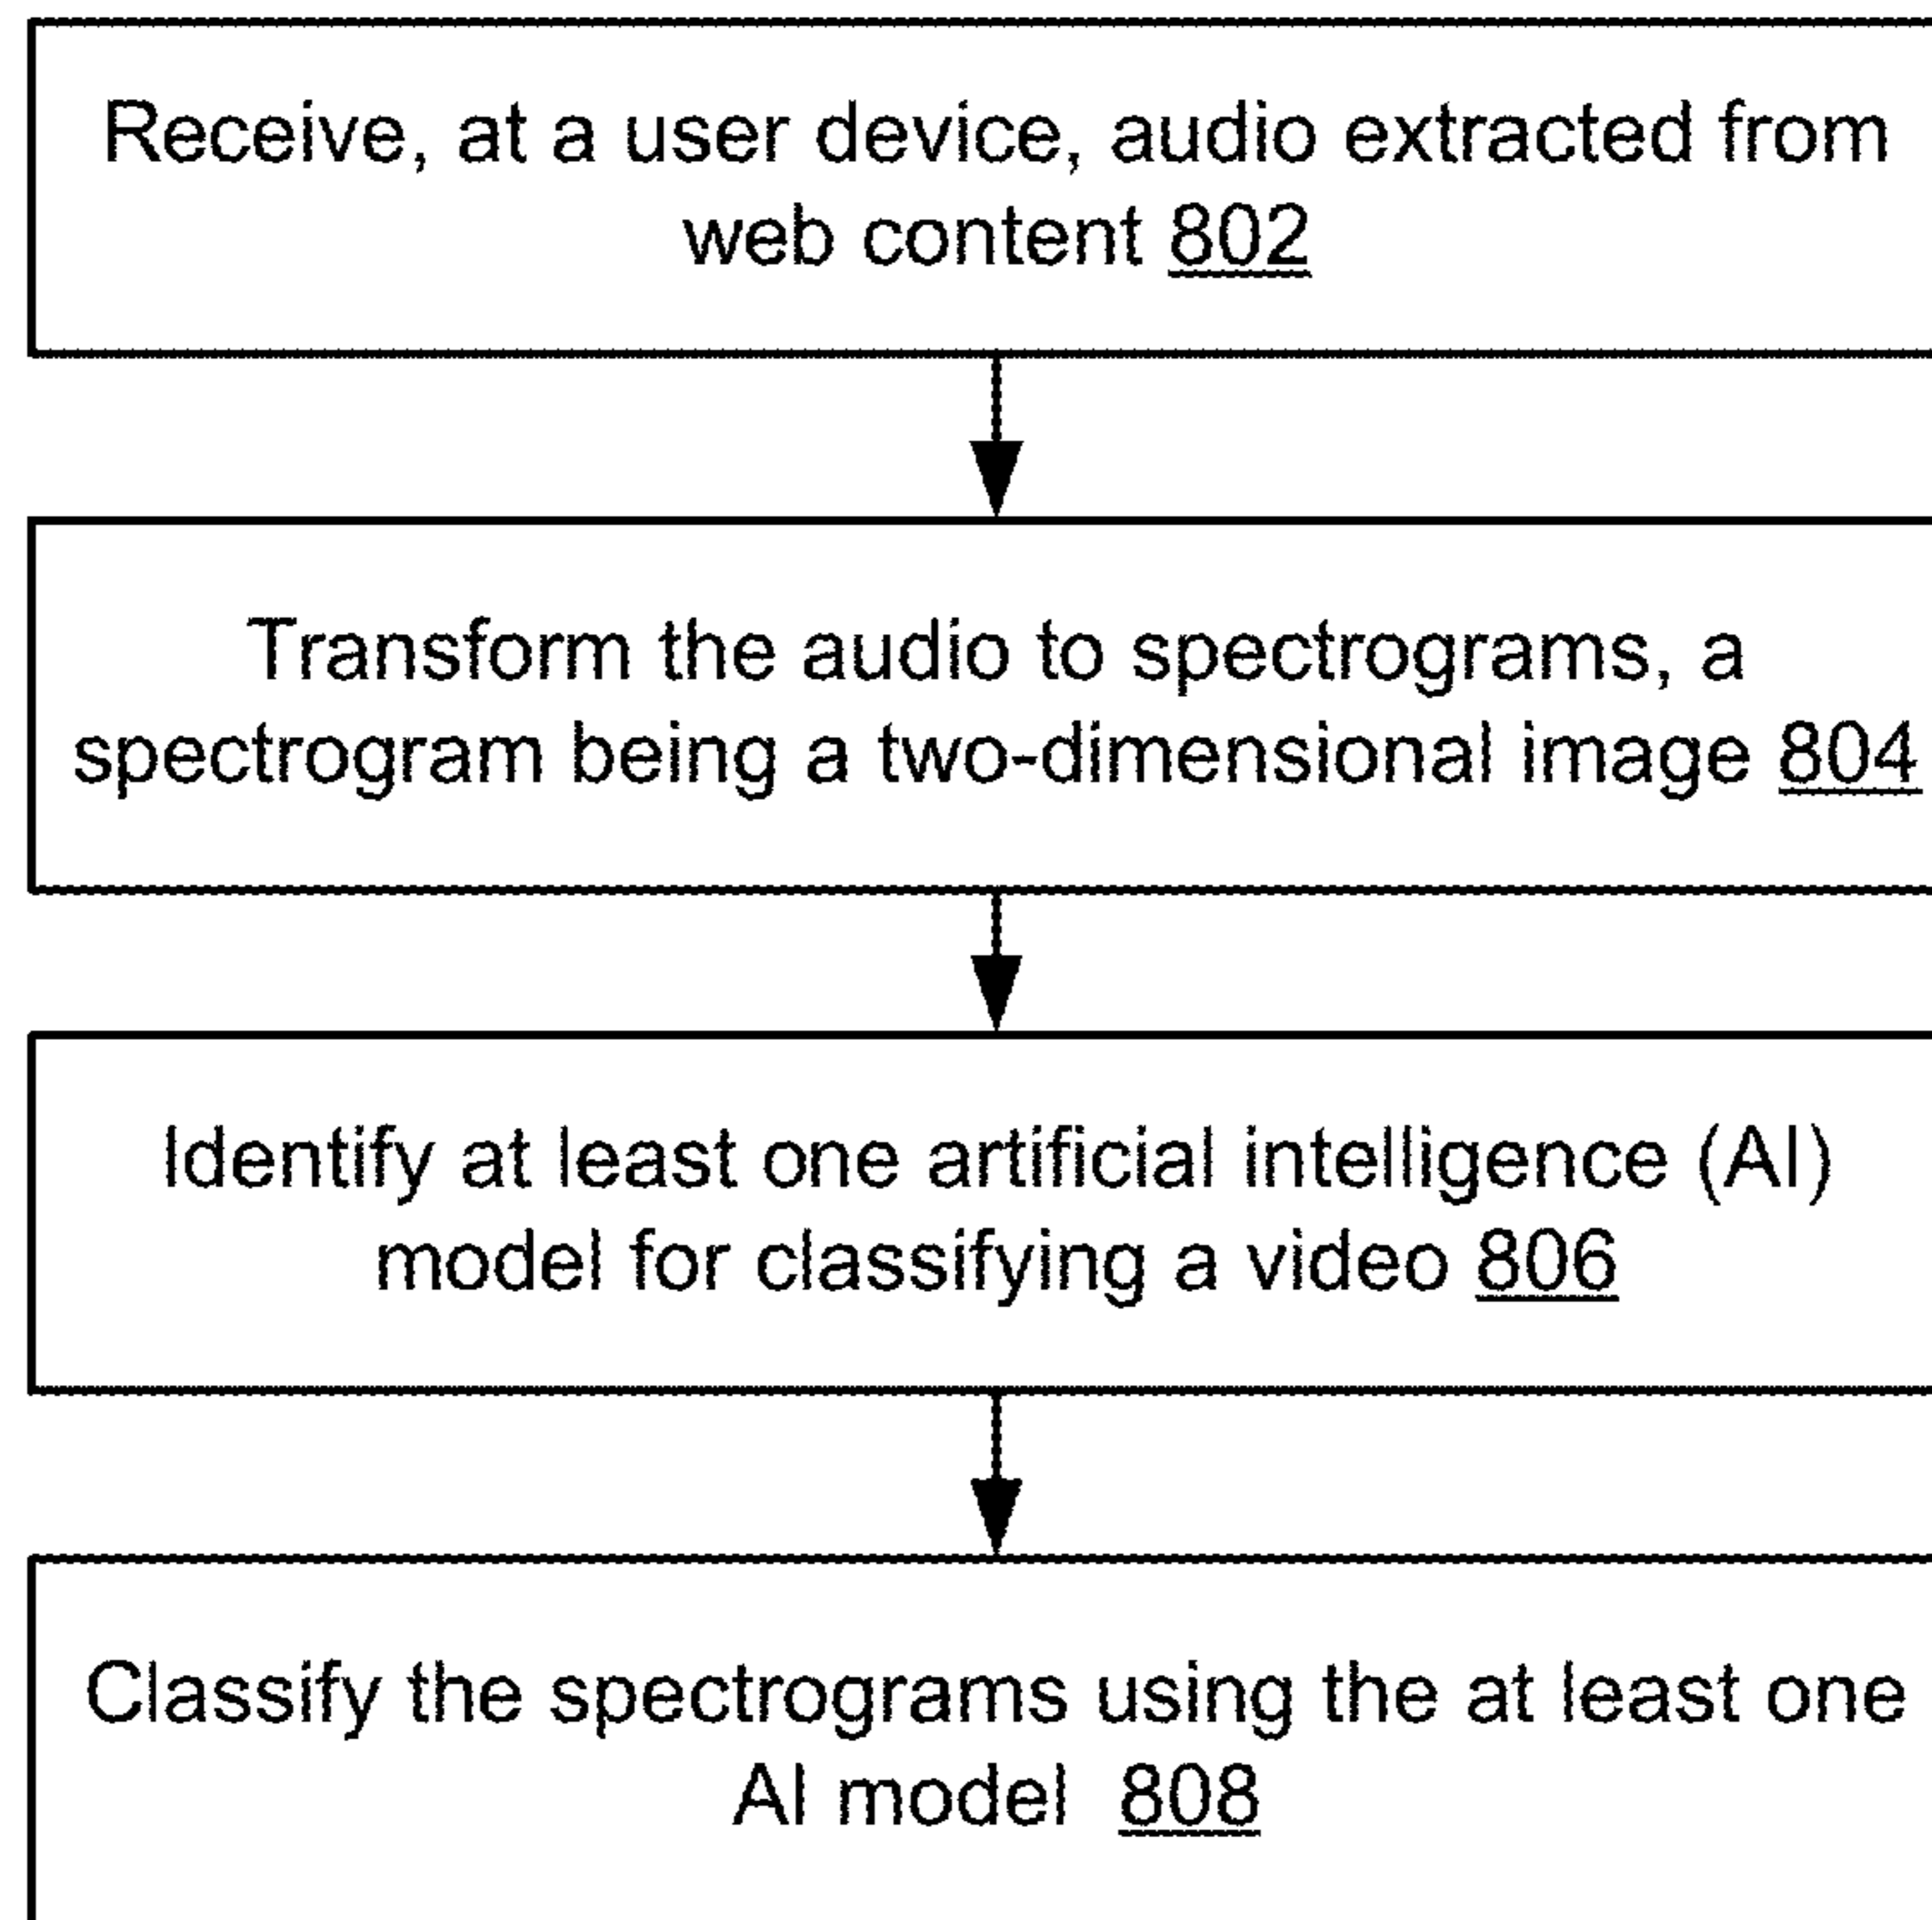 Receive, at a user device, audio extracted from
web content 802
Transform the audio to spectrograms, a
spectrogram being a two-dimensional image 804
Identify at least one artificial intelligence (AI)
model for classifying a video 806
Classify the spectrograms using the at least one
AI model 808